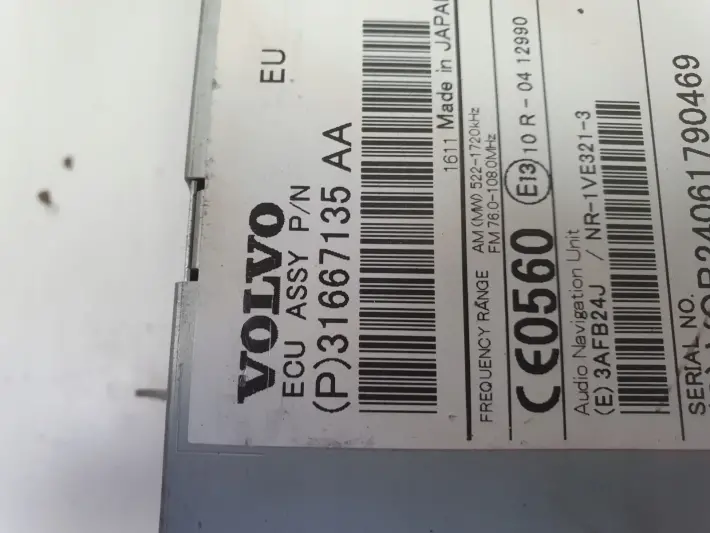 VOLVO EU
ECU ASSY P/N
(P)31667135 AA
1611 Made in JAPAN
FREQUENCY RANGE AM(MW) 522-1720kHz
FM 76.0-108.0MHz
CE0560 E13 10 R-04 12990
Audio Navigation Unit
(E) 3AFB24J / NR-1VE321-3
SERIAL NO.